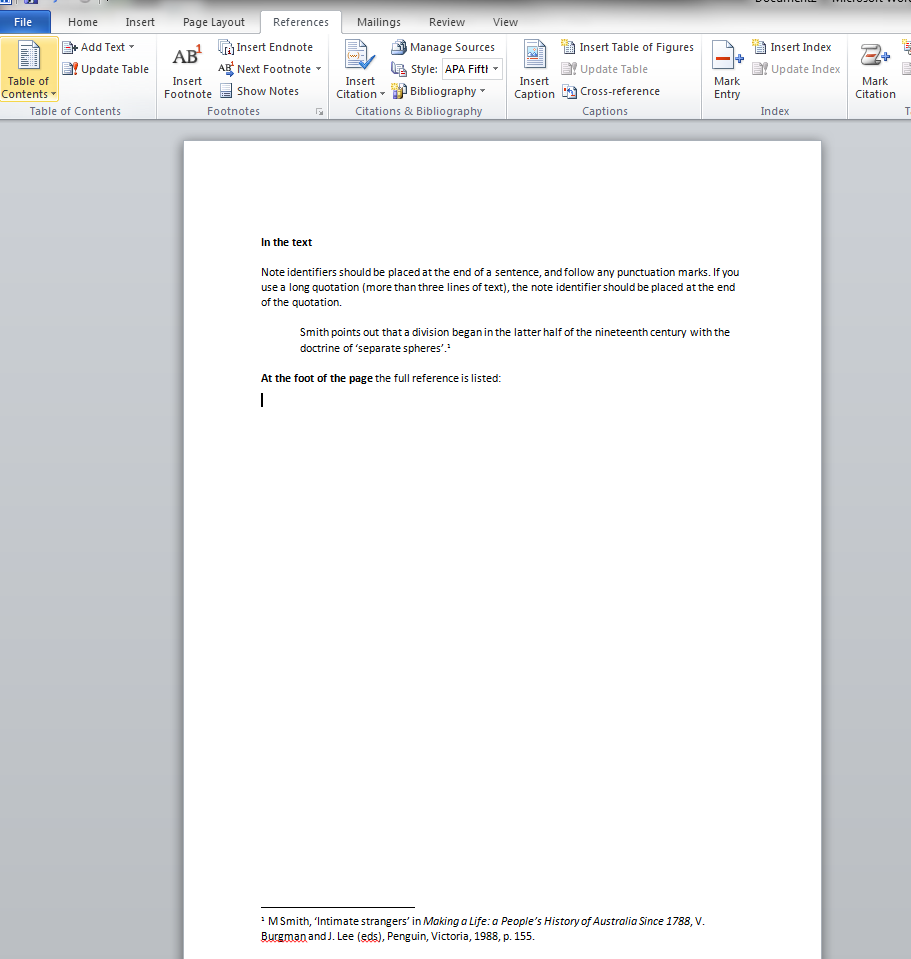 File Home Insert Page Layout References Mailings Review View
Table of Contents
Add Text
Update Table
Table of Contents
AB1
Insert Footnote
Insert Endnote
AB1 Next Footnote
Show Notes
Footnotes
Insert Citation
Manage Sources
Style: APA Fifth
Bibliography
Citations & Bibliography
Insert Caption
Insert Table of Figures
Update Table
Cross-reference
Captions
Mark Entry
Insert Index
Update Index
Index
Mark Citation
In the text
Note identifiers should be placed at the end of a sentence, and follow any punctuation marks. If you
use a long quotation (more than three lines of text), the note identifier should be placed at the end
of the quotation.
Smith points out that a division began in the latter half of the nineteenth century with the
doctrine of ‘separate spheres’.¹
At the foot of the page the full reference is listed:
¹ M Smith, ‘Intimate strangers’ in Making a Life: a People’s History of Australia Since 1788, V.
Burgman and J. Lee (eds), Penguin, Victoria, 1988, p. 155.